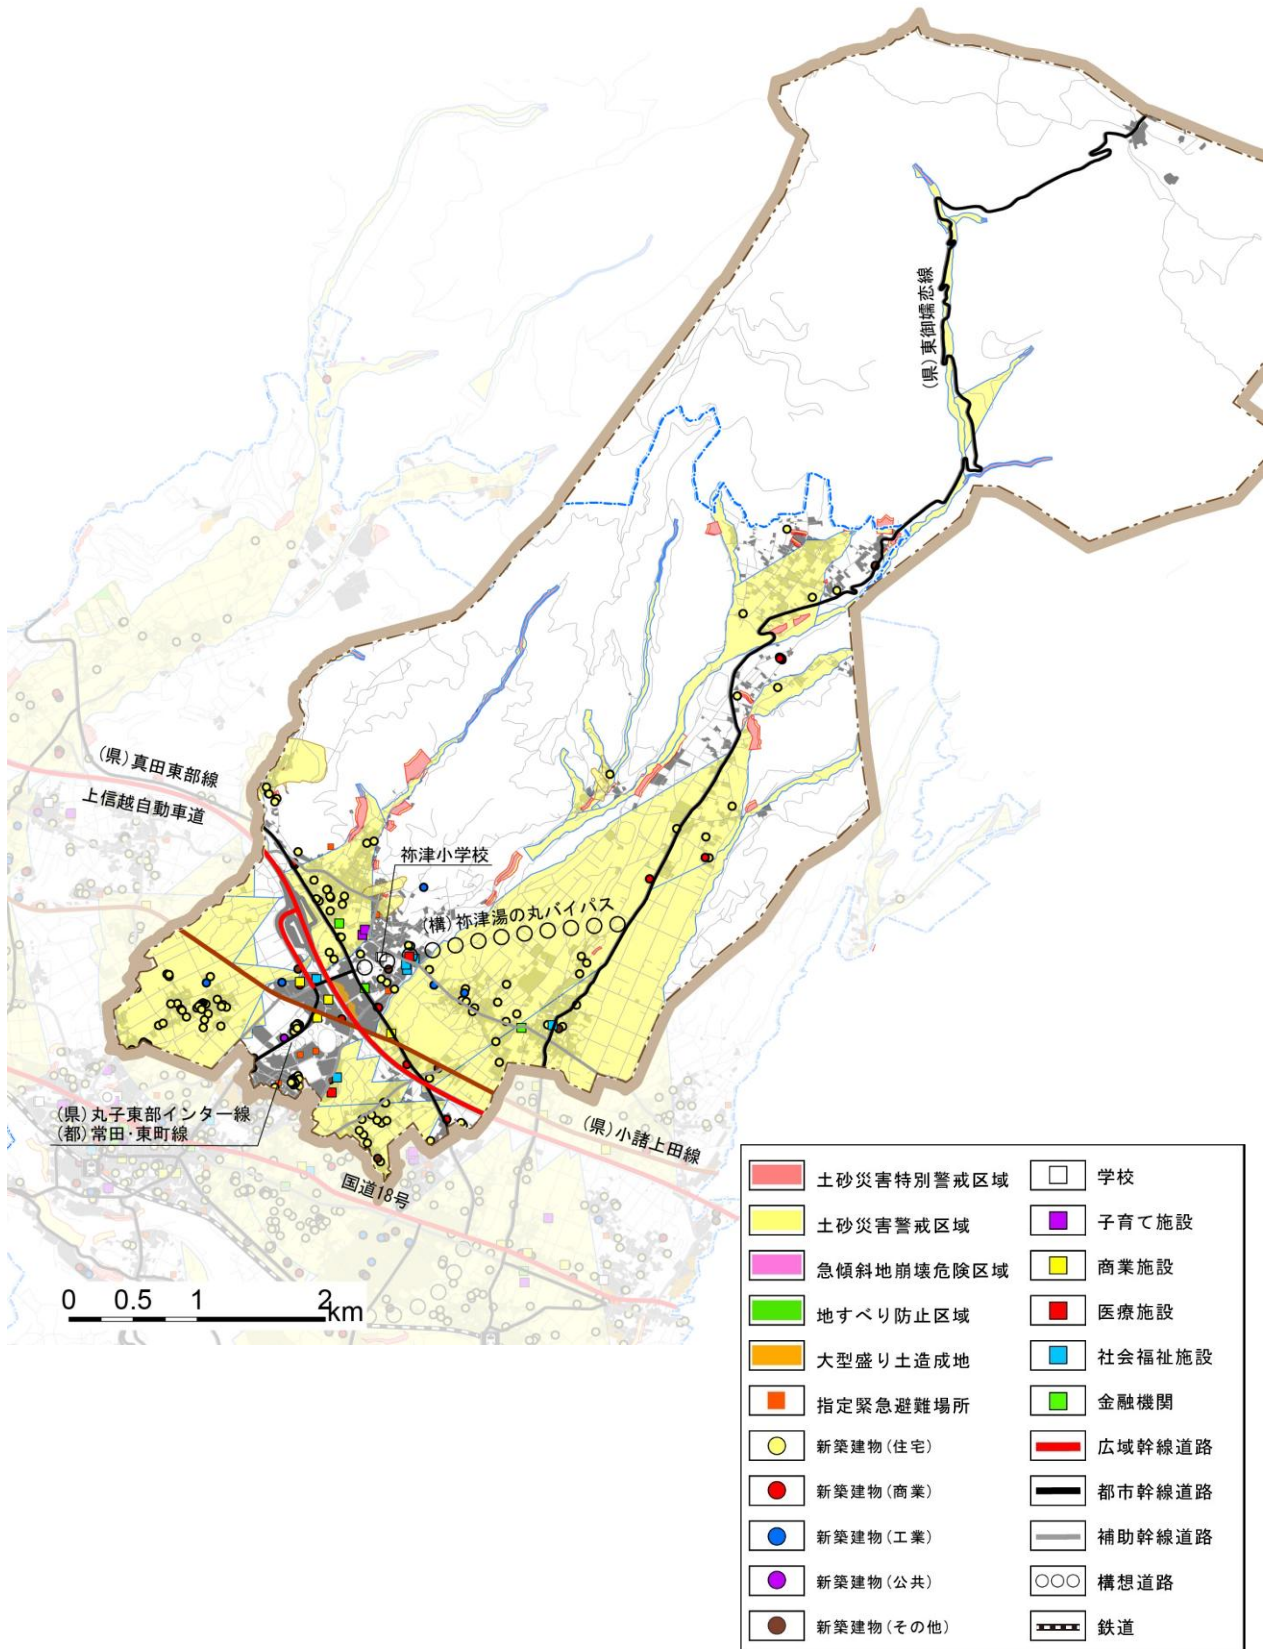 (県)東御嬬恋線
(県)真田東部線
上信越自動車道
祢津小学校
(構)祢津湯の丸バイパス
(県)丸子東部インター線
(都)常田・東町線
(県)小諸上田線
国道18号
0 0.5 1 2km
土砂災害特別警戒区域
土砂災害警戒区域
急傾斜地崩壊危険区域
地すべり防止区域
大型盛り土造成地
指定緊急避難場所
新築建物(住宅)
新築建物(商業)
新築建物(工業)
新築建物(公共)
新築建物(その他)
学校
子育て施設
商業施設
医療施設
社会福祉施設
金融機関
広域幹線道路
都市幹線道路
補助幹線道路
構想道路
鉄道